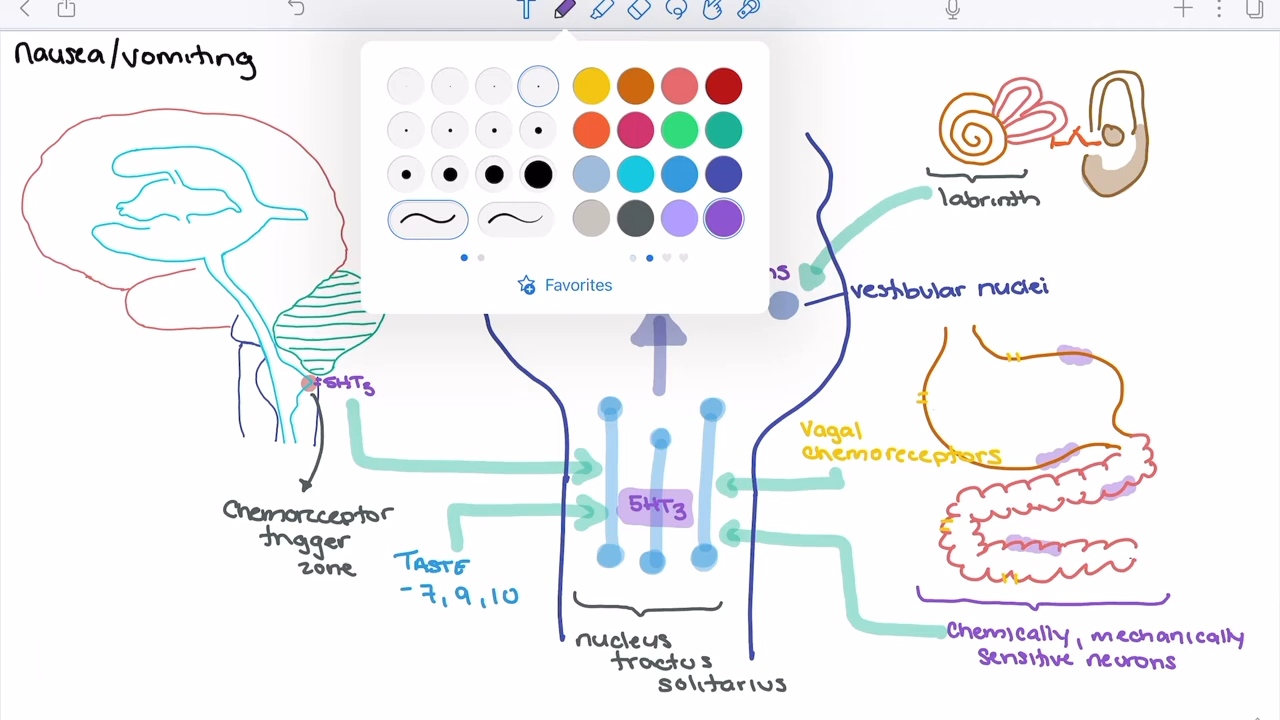 nausea/vomiting
Favorites
labrinth
ns
vestibular nuclei
5HT3
Vagal
chemoreceptors
5HT3
Chemoreceptor
trigger
zone
TASTE
-7,9,10
nucleus
tractus
solitarius
Chemically, mechanically
sensitive neurons